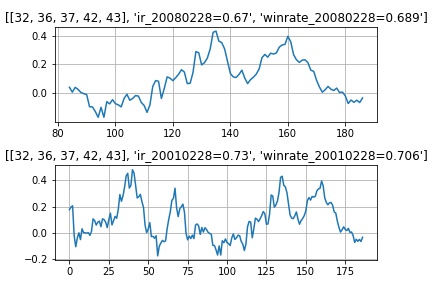 [[32, 36, 37, 42, 43], 'ir_20080228=0.67', 'winrate_20080228=0.689']
0.4
0.2
0.0
80 100 120 140 160 180
[[32, 36, 37, 42, 43], 'ir_20010228=0.73', 'winrate_20010228=0.706']
0.4
0.2
0.0
−0.2
0 25 50 75 100 125 150 175